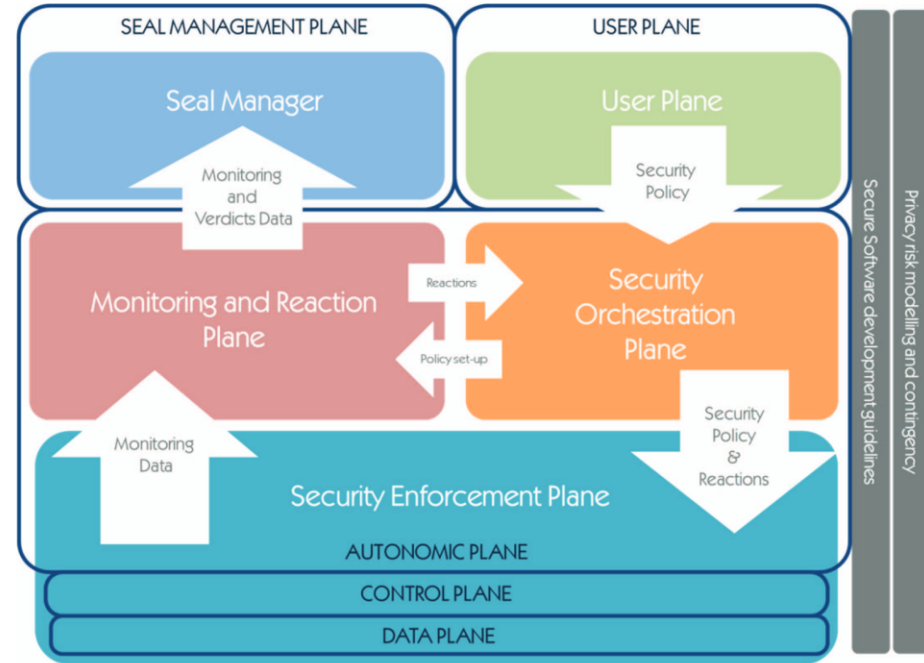 SEAL MANAGEMENT PLANE
USER PLANE
Seal Manager
User Plane
Monitoring
and
Verdicts Data
Security
Policy
Monitoring and Reaction
Plane
Reactions
Policy set-up
Security
Orchestration
Plane
Monitoring
Data
Security
Policy
&
Reactions
Security Enforcement Plane
AUTONOMIC PLANE
CONTROL PLANE
DATA PLANE
Secure Software development guidelines
Privacy risk modelling and contingency